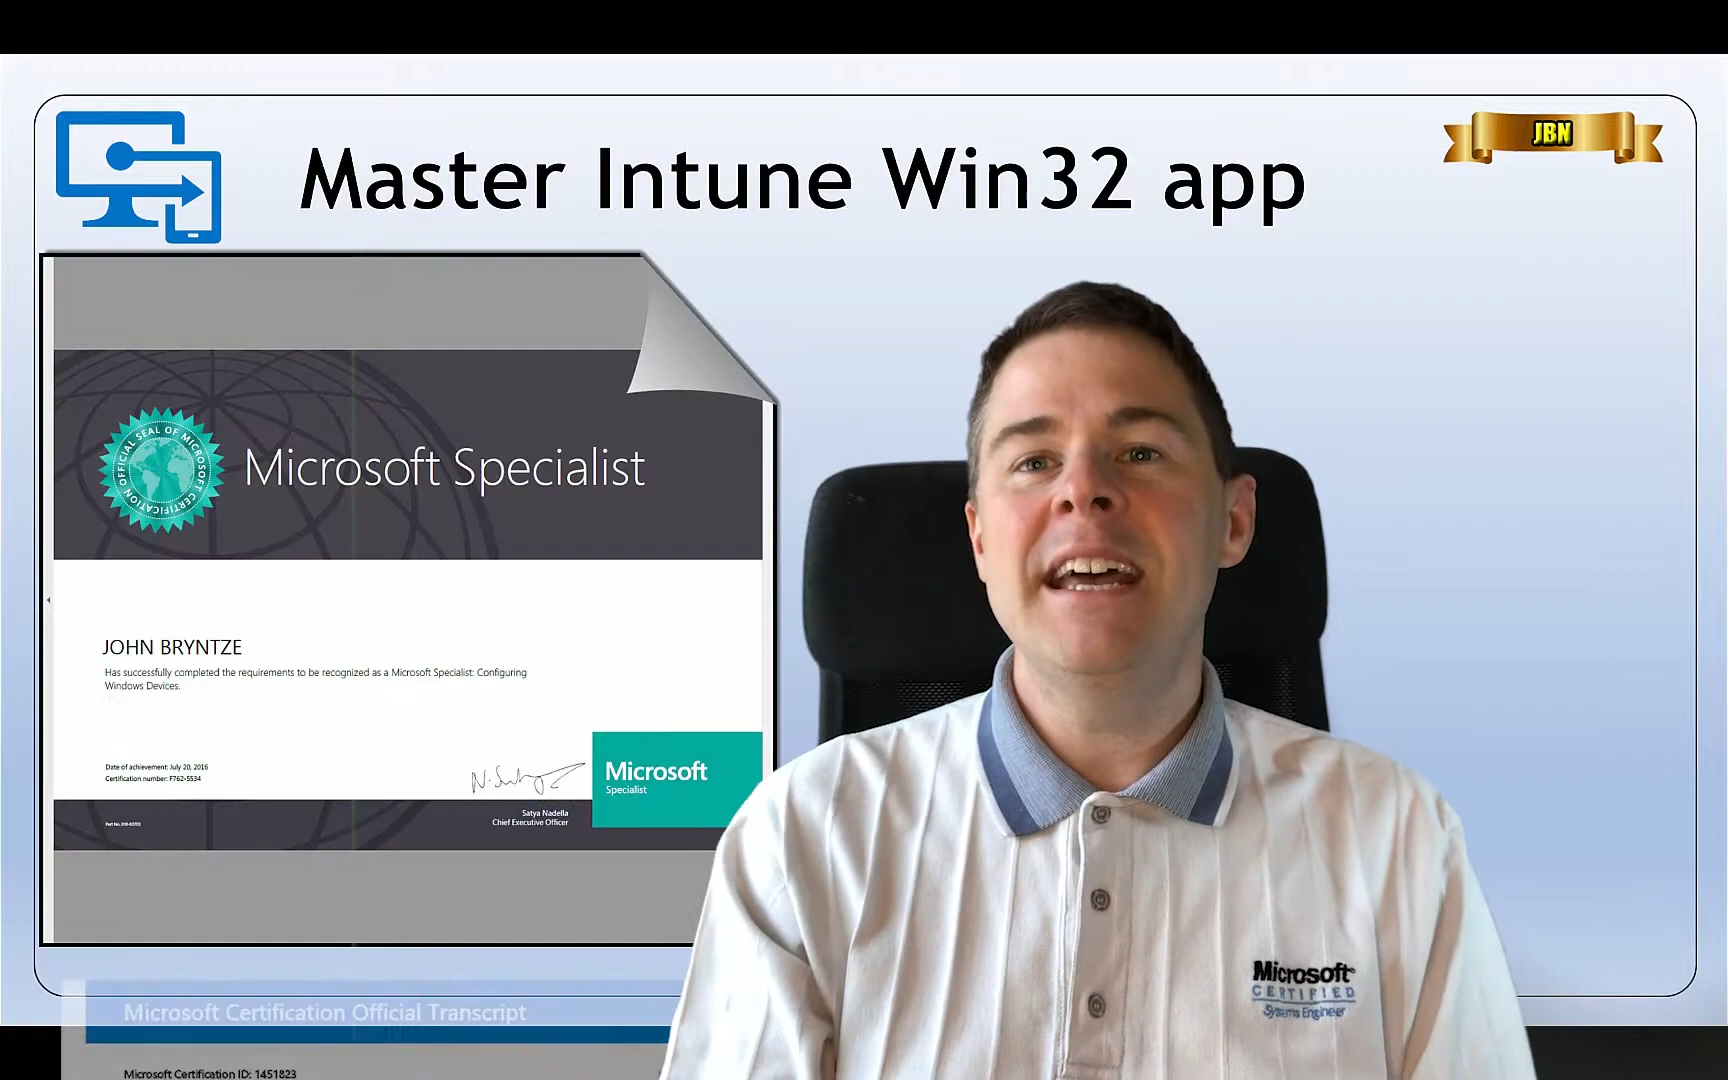 Master Intune Win32 app
JBN
OFFICIAL SEAL OF MICROSOFT CERTIFICATION
Microsoft Specialist
JOHN BRYNTZE
Has successfully completed the requirements to be recognized as a Microsoft Specialist: Configuring
Windows Devices.
Date of achievement: July 20, 2016
Certification number: F762-5534
Satya Nadella
Chief Executive Officer
Microsoft
Specialist
Microsoft
CERTIFIED
Systems Engineer
Microsoft Certification Official Transcript
Microsoft Certification ID: 1451823